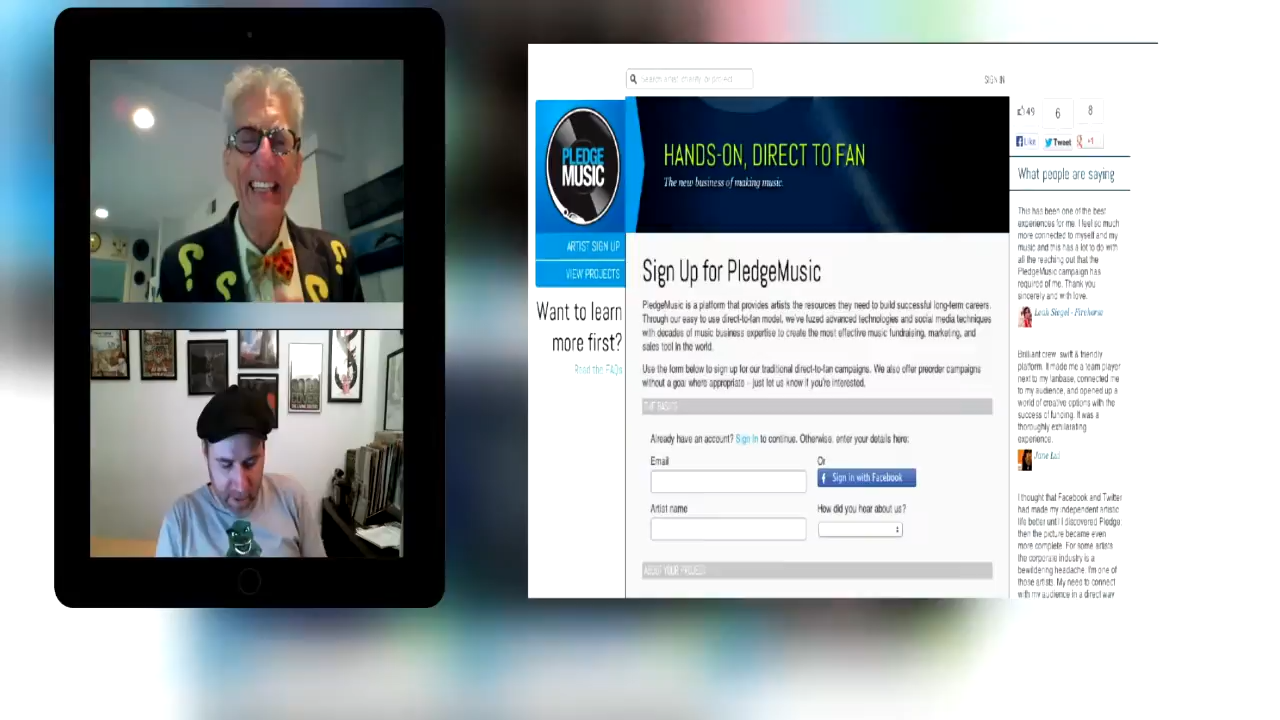 SIGN IN
PLEDGE
MUSIC
HANDS-ON, DIRECT TO FAN
The new business of making music.
ARTIST SIGN UP
VIEW PROJECTS
Want to learn
more first?
Read the FAQs
Sign Up for PledgeMusic
PledgeMusic is a platform that provides artists the resources they need to build successful long-term careers.
Through our easy to use direct-to-fan model, we've fuzed advanced technologies and social media techniques
with decades of music business expertise to create the most effective music fundraising, marketing, and
sales tool in the world.
Use the form below to sign up for our traditional direct-to-fan campaigns. We also offer preorder campaigns
without a goal where appropriate – just let us know if you're interested.
THE BASICS
Already have an account? Sign In to continue. Otherwise, enter your details here:
Email
Or
Sign in with Facebook
Artist name
How did you hear about us?
ABOUT YOUR PROJECT
49
6
8
Like
Tweet
+1
What people are saying
This has been one of the best
experiences for me. I feel so much
more connected to myself and my
music and this has a lot to do with
all the reaching out that the
PledgeMusic campaign has
required of me. Thank you
sincerely and with love.
Leah Siegel - Firehorse
Brilliant crew, swift & friendly
platform. It made me a team player
next to my fanbase, connected me
to my audience, and opened up a
world of creative options with the
success of funding. It was a
thoroughly exhilarating
experience.
I thought that Facebook and Twitter
had made my independent artistic
life better until I discovered Pledge;
then the picture became even
more complete. For some artists
the corporate industry is a
bewildering headache. I'm one of
those artists. My need to connect
with my audience in a direct way